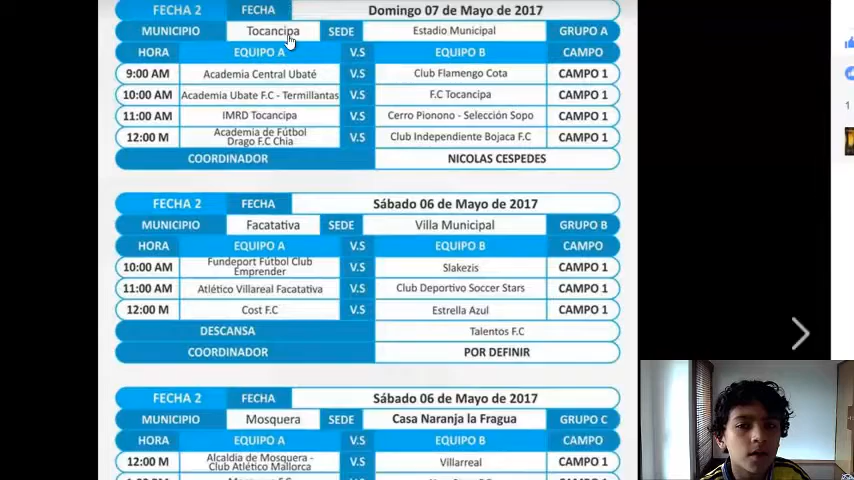 FECHA 2 FECHA Domingo 07 de Mayo de 2017
MUNICIPIO Tocancipa SEDE Estadio Municipal GRUPO A
HORA EQUIPO A V.S EQUIPO B CAMPO
9:00 AM Academia Central Ubaté V.S Club Flamengo Cota CAMPO 1
10:00 AM Academia Ubate F.C - Termillantas V.S F.C Tocancipa CAMPO 1
11:00 AM IMRD Tocancipa V.S Cerro Pionono - Selección Sopo CAMPO 1
12:00 M Academia de Fútbol Drago F.C Chia V.S Club Independiente Bojaca F.C CAMPO 1
COORDINADOR NICOLAS CESPEDES
FECHA 2 FECHA Sábado 06 de Mayo de 2017
MUNICIPIO Facatativa SEDE Villa Municipal GRUPO B
HORA EQUIPO A V.S EQUIPO B CAMPO
10:00 AM Fundeport Fútbol Club Emprender V.S Slakezis CAMPO 1
11:00 AM Atlético Villareal Facatativa V.S Club Deportivo Soccer Stars CAMPO 1
12:00 M Cost F.C V.S Estrella Azul CAMPO 1
DESCANSA Talentos F.C
COORDINADOR POR DEFINIR
FECHA 2 FECHA Sábado 06 de Mayo de 2017
MUNICIPIO Mosquera SEDE Casa Naranja la Fragua GRUPO C
HORA EQUIPO A V.S EQUIPO B CAMPO
12:00 M Alcaldia de Mosquera - Club Atlético Mallorca V.S Villarreal CAMPO 1
1